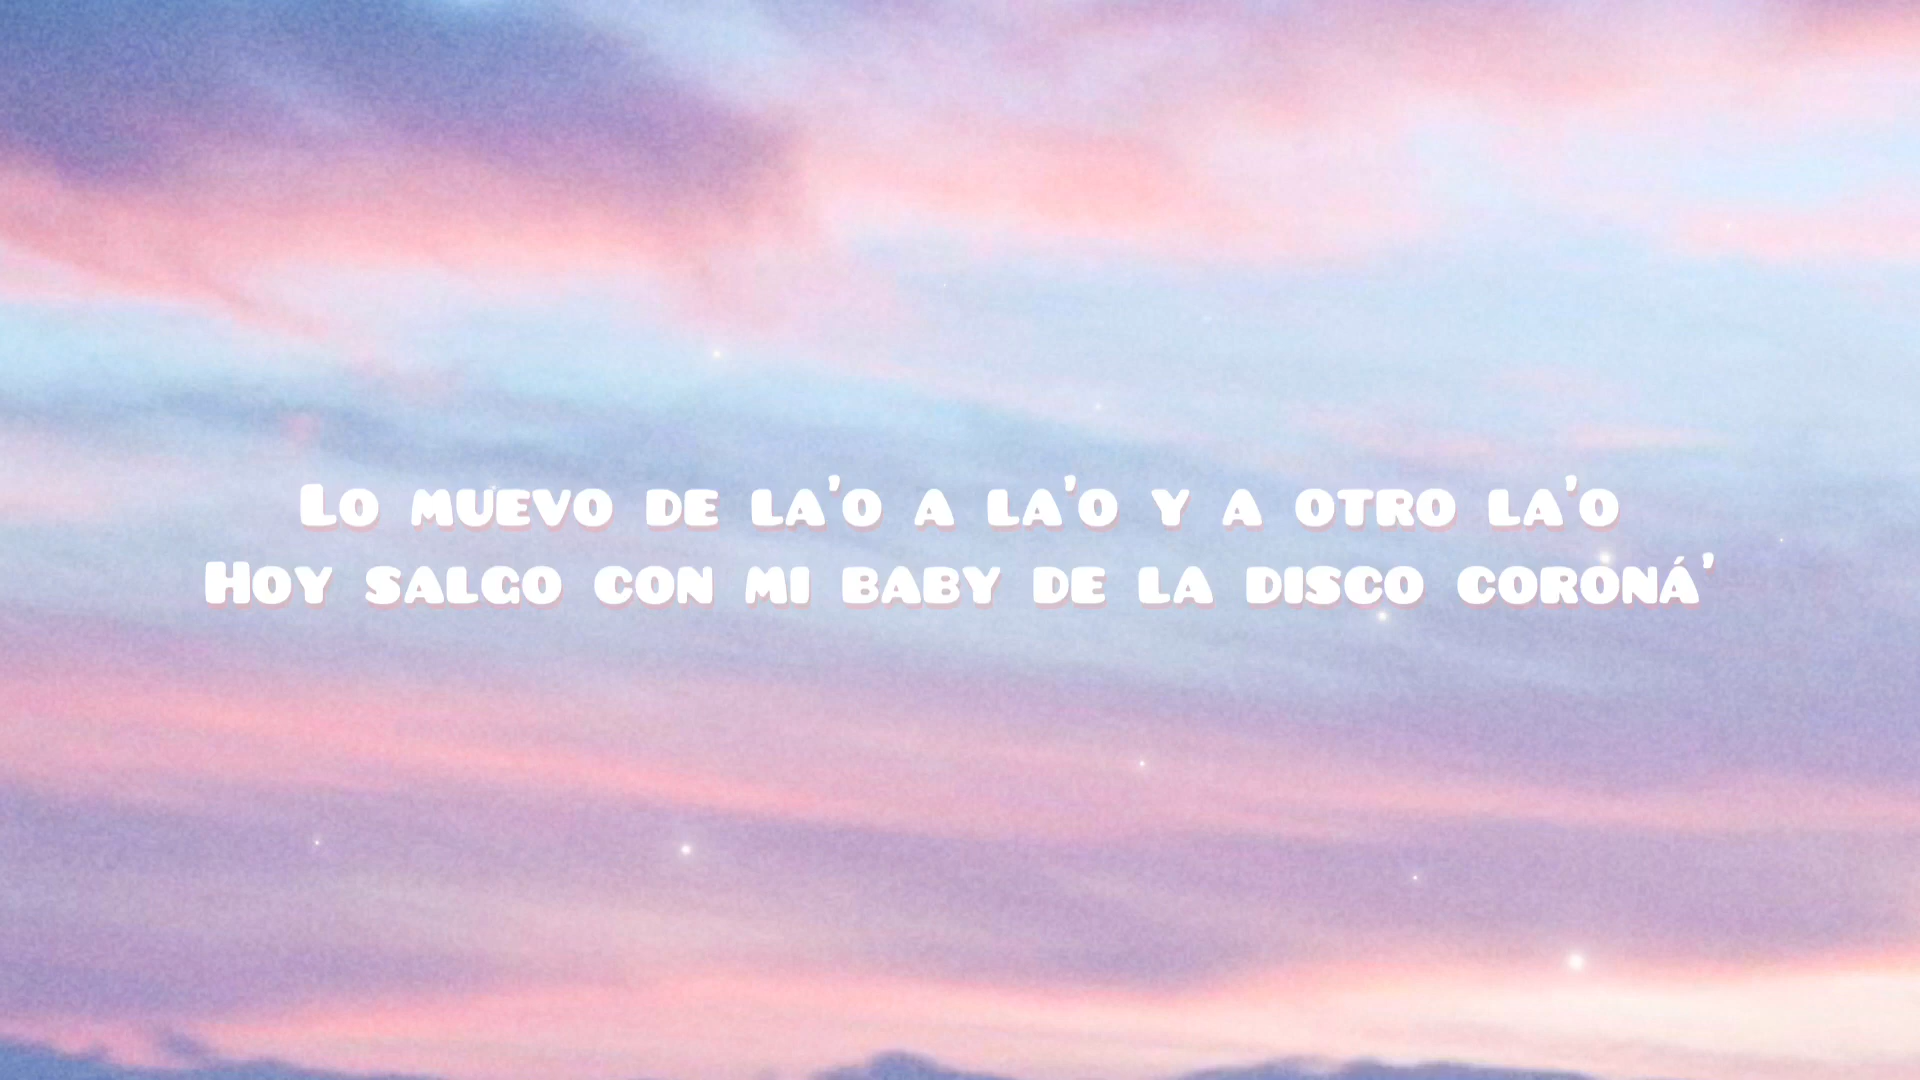 Lo muevo de la'o a la'o y a otro la'o
Hoy salgo con mi baby de la disco coroná'